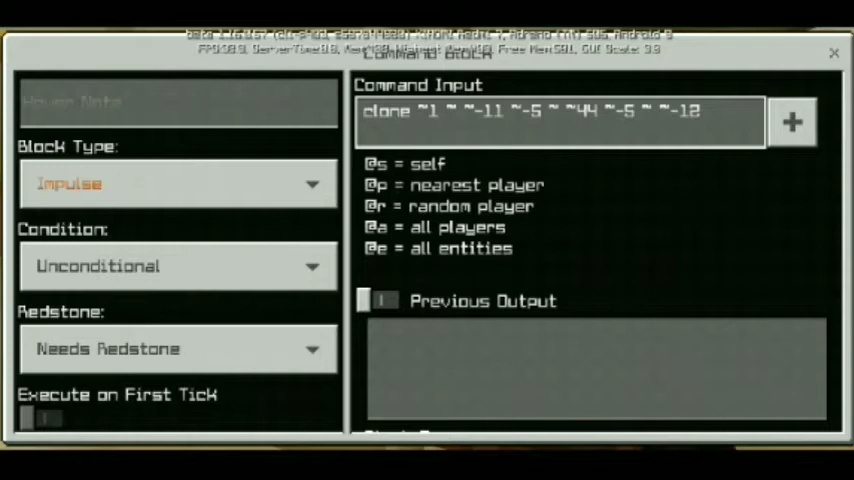 Command Block
Hover Note
Block Type:
Impulse
Condition:
Unconditional
Redstone:
Needs Redstone
Execute on First Tick
Command Input
clone ~1 ~ ~-11 ~-5 ~ ~44 ~-5 ~ ~-12
@s = self
@p = nearest player
@r = random player
@a = all players
@e = all entities
Previous Output